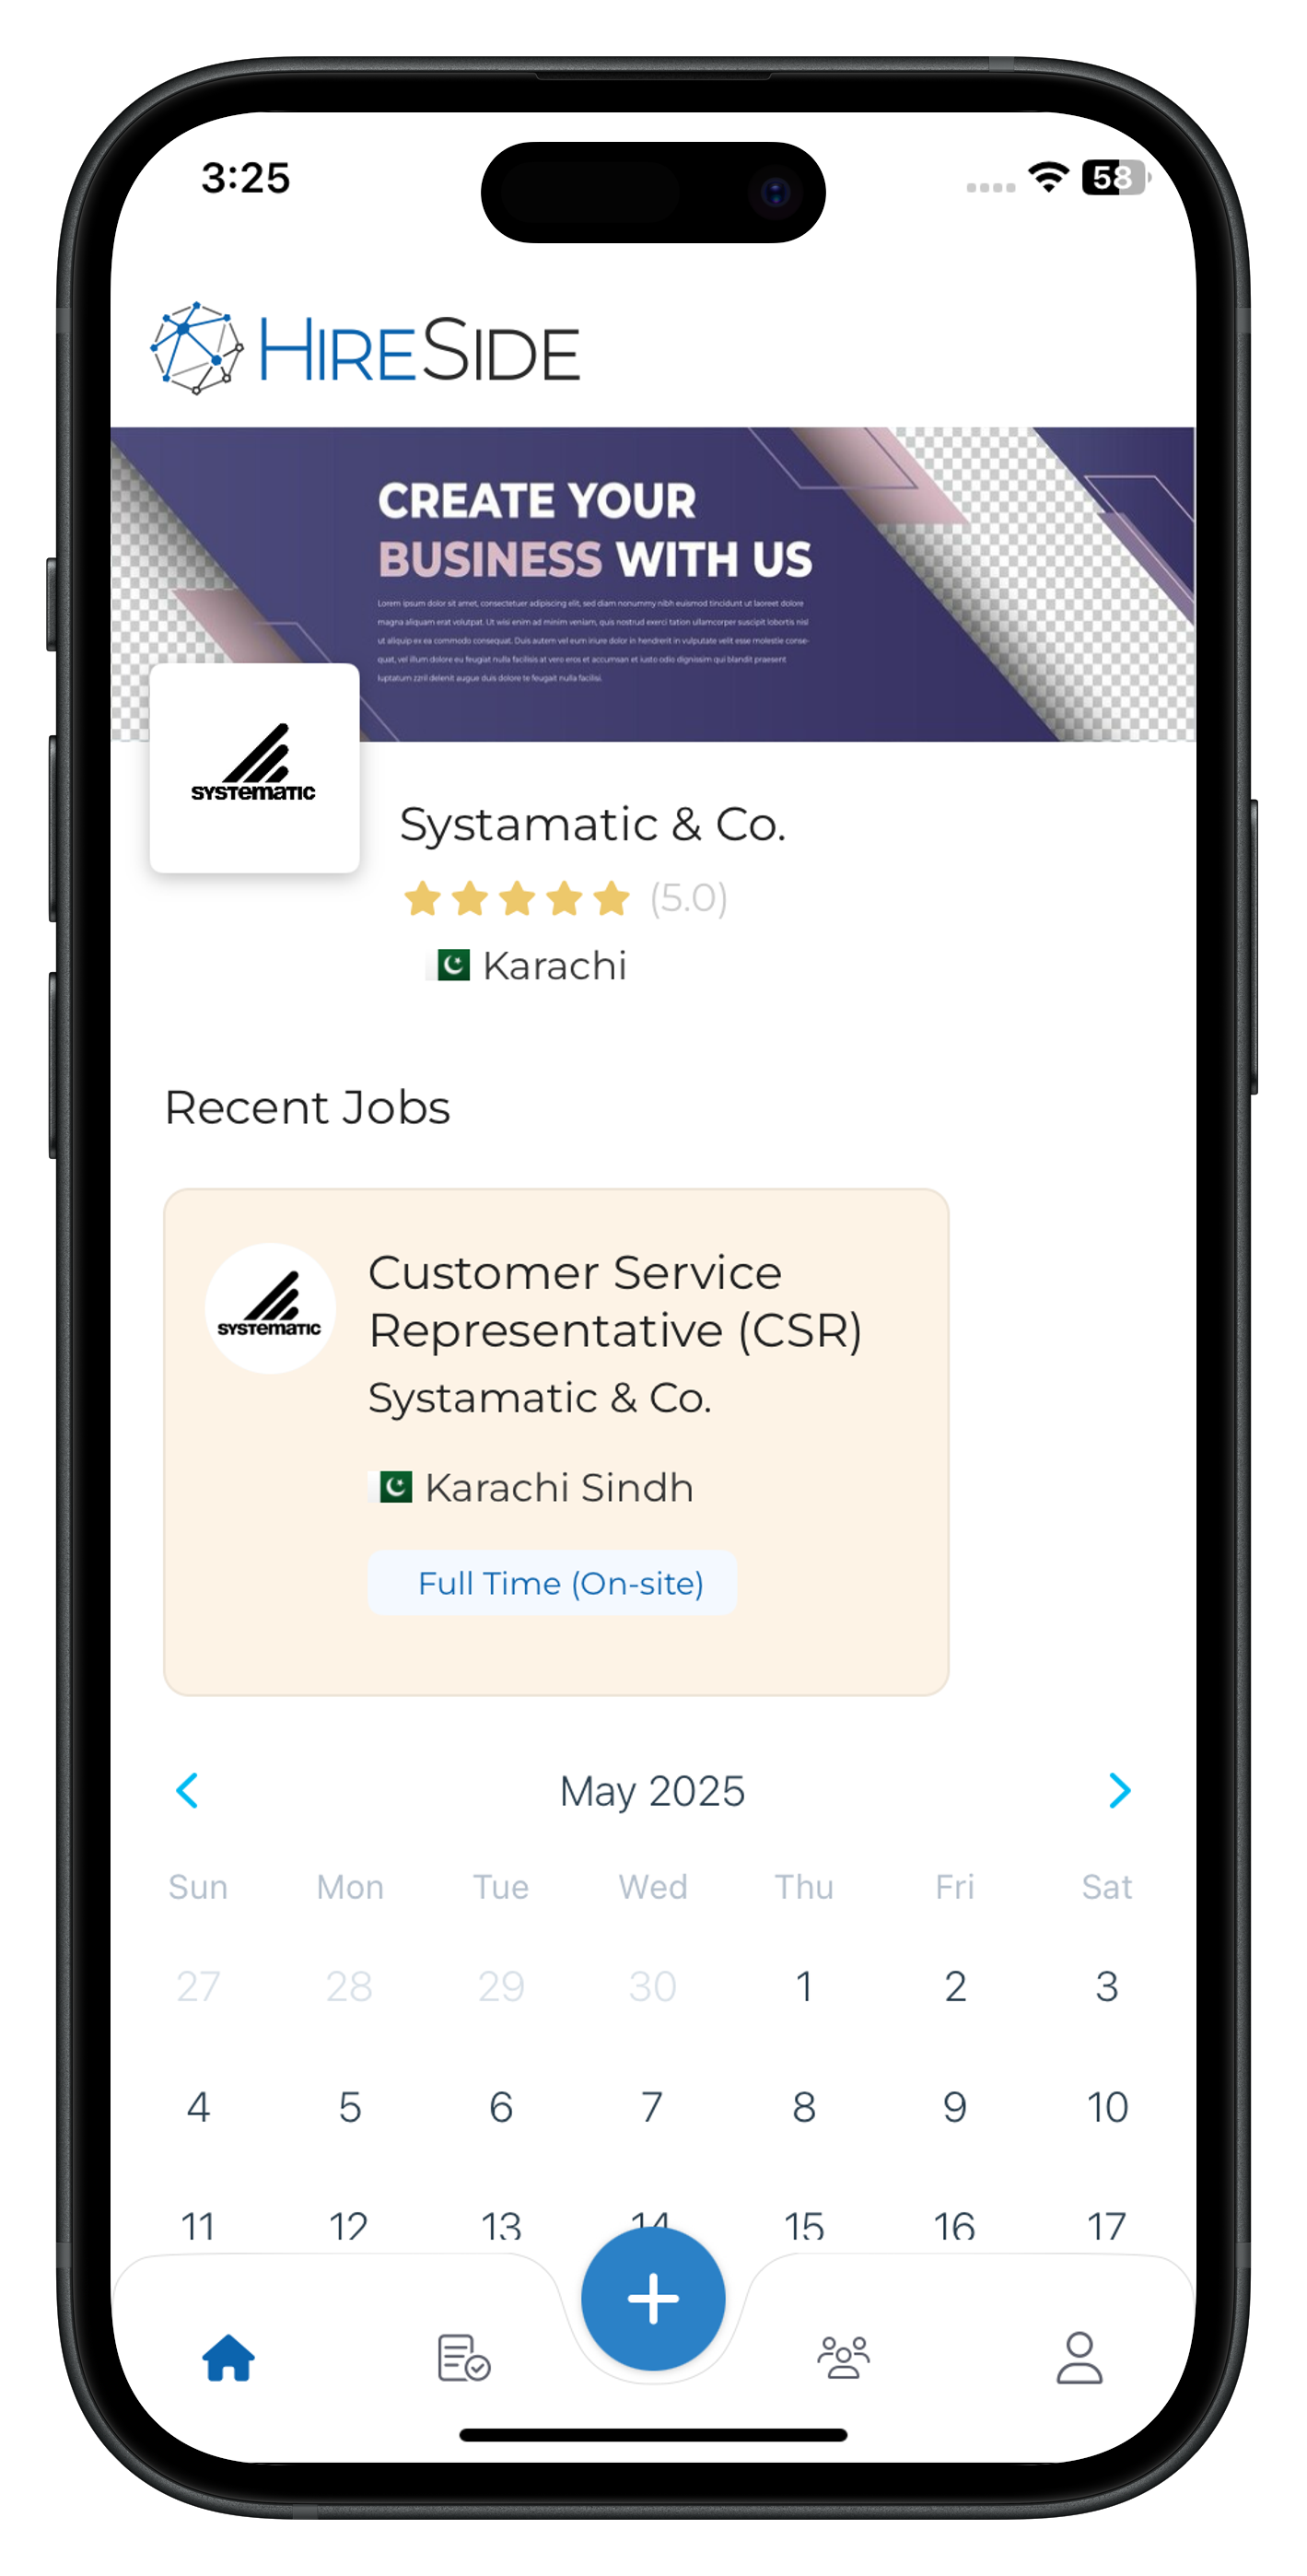 3:25
58
HIRESIDE
CREATE YOUR
BUSINESS WITH US
Lorem ipsum dolor sit amet, consectetuer adipiscing elit, sed diam nonummy nibh euismod tincidunt ut laoreet dolore
magna aliquam erat volutpat. Ut wisi enim ad minim veniam, quis nostrud exerci tation ullamcorper suscipit lobortis nisl
ut aliquip ex ea commodo consequat. Duis autem vel eum iriure dolor in hendrerit in vulputate velit esse molestie conse-
quat, vel illum dolore eu feugiat nulla facilisis at vero eros et accumsan et iusto odio dignissim qui blandit praesent
luptatum zzril delenit augue duis dolore te feugait nulla facilisi.
SYSTEMATIC
Systamatic & Co.
(5.0)
Karachi
Recent Jobs
SYSTEMATIC
Customer Service
Representative (CSR)
Systamatic & Co.
Karachi Sindh
Full Time (On-site)
May 2025
Sun Mon Tue Wed Thu Fri Sat
27 28 29 30 1 2 3
4 5 6 7 8 9 10
11 12 13 14 15 16 17